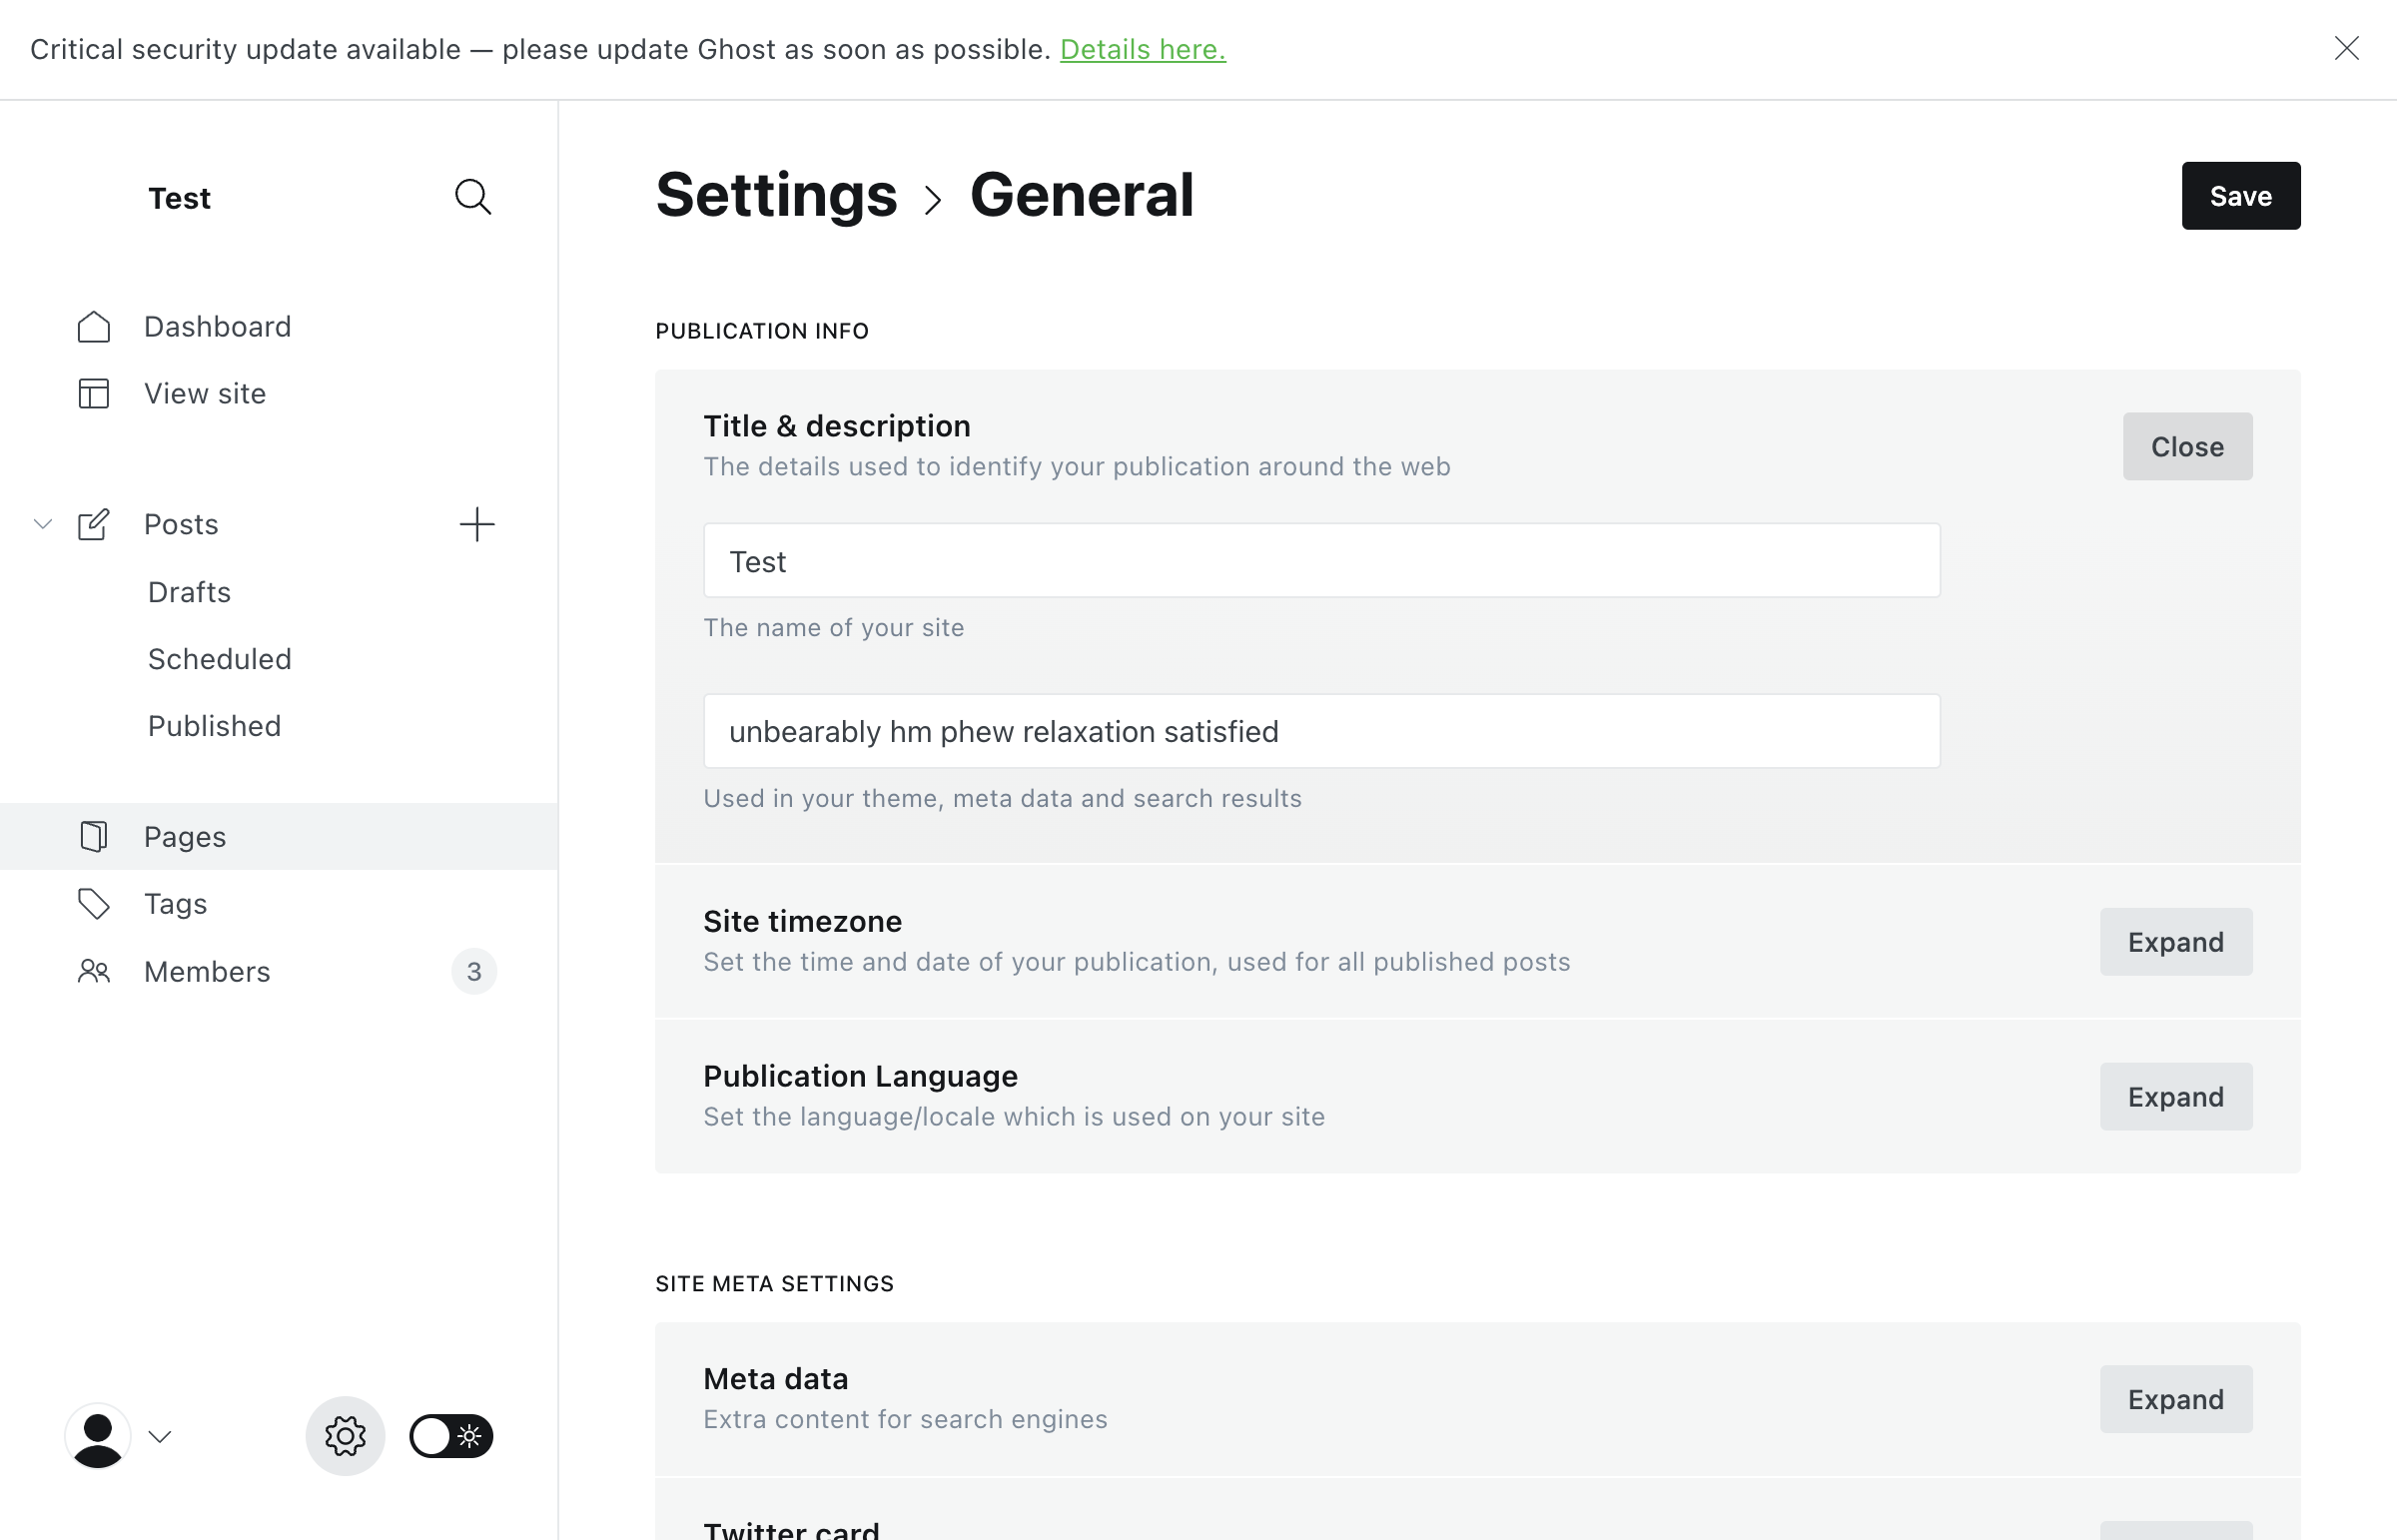 Critical security update available — please update Ghost as soon as possible. Details here.
Test
Dashboard
View site
Posts
Drafts
Scheduled
Published
Pages
Tags
Members 3
Settings > General
Save
PUBLICATION INFO
Title & description
The details used to identify your publication around the web
Close
Test
The name of your site
unbearably hm phew relaxation satisfied
Used in your theme, meta data and search results
Site timezone
Set the time and date of your publication, used for all published posts
Expand
Publication Language
Set the language/locale which is used on your site
Expand
SITE META SETTINGS
Meta data
Extra content for search engines
Expand
Twitter card